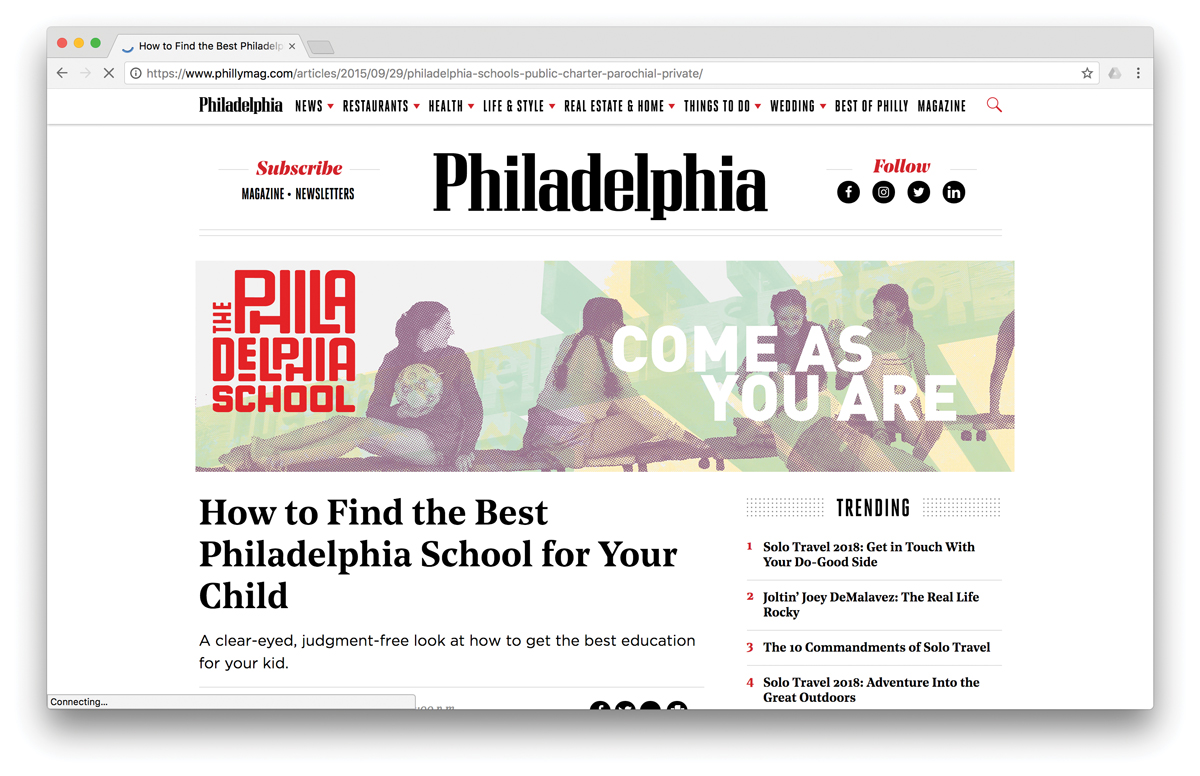 How to Find the Best Philadelp
https://www.phillymag.com/articles/2015/09/29/philadelphia-schools-public-charter-parochial-private/
Philadelphia NEWS RESTAURANTS HEALTH LIFE & STYLE REAL ESTATE & HOME THINGS TO DO WEDDING BEST OF PHILLY MAGAZINE
Subscribe
MAGAZINE • NEWSLETTERS
Philadelphia
Follow
THE PHILA
DELPHIA
SCHOOL
COME AS
YOU ARE
How to Find the Best
Philadelphia School for Your
Child
A clear-eyed, judgment-free look at how to get the best education
for your kid.
TRENDING
1 Solo Travel 2018: Get in Touch With
Your Do-Good Side
2 Joltin’ Joey DeMalavez: The Real Life
Rocky
3 The 10 Commandments of Solo Travel
4 Solo Travel 2018: Adventure Into the
Great Outdoors
Connecting...